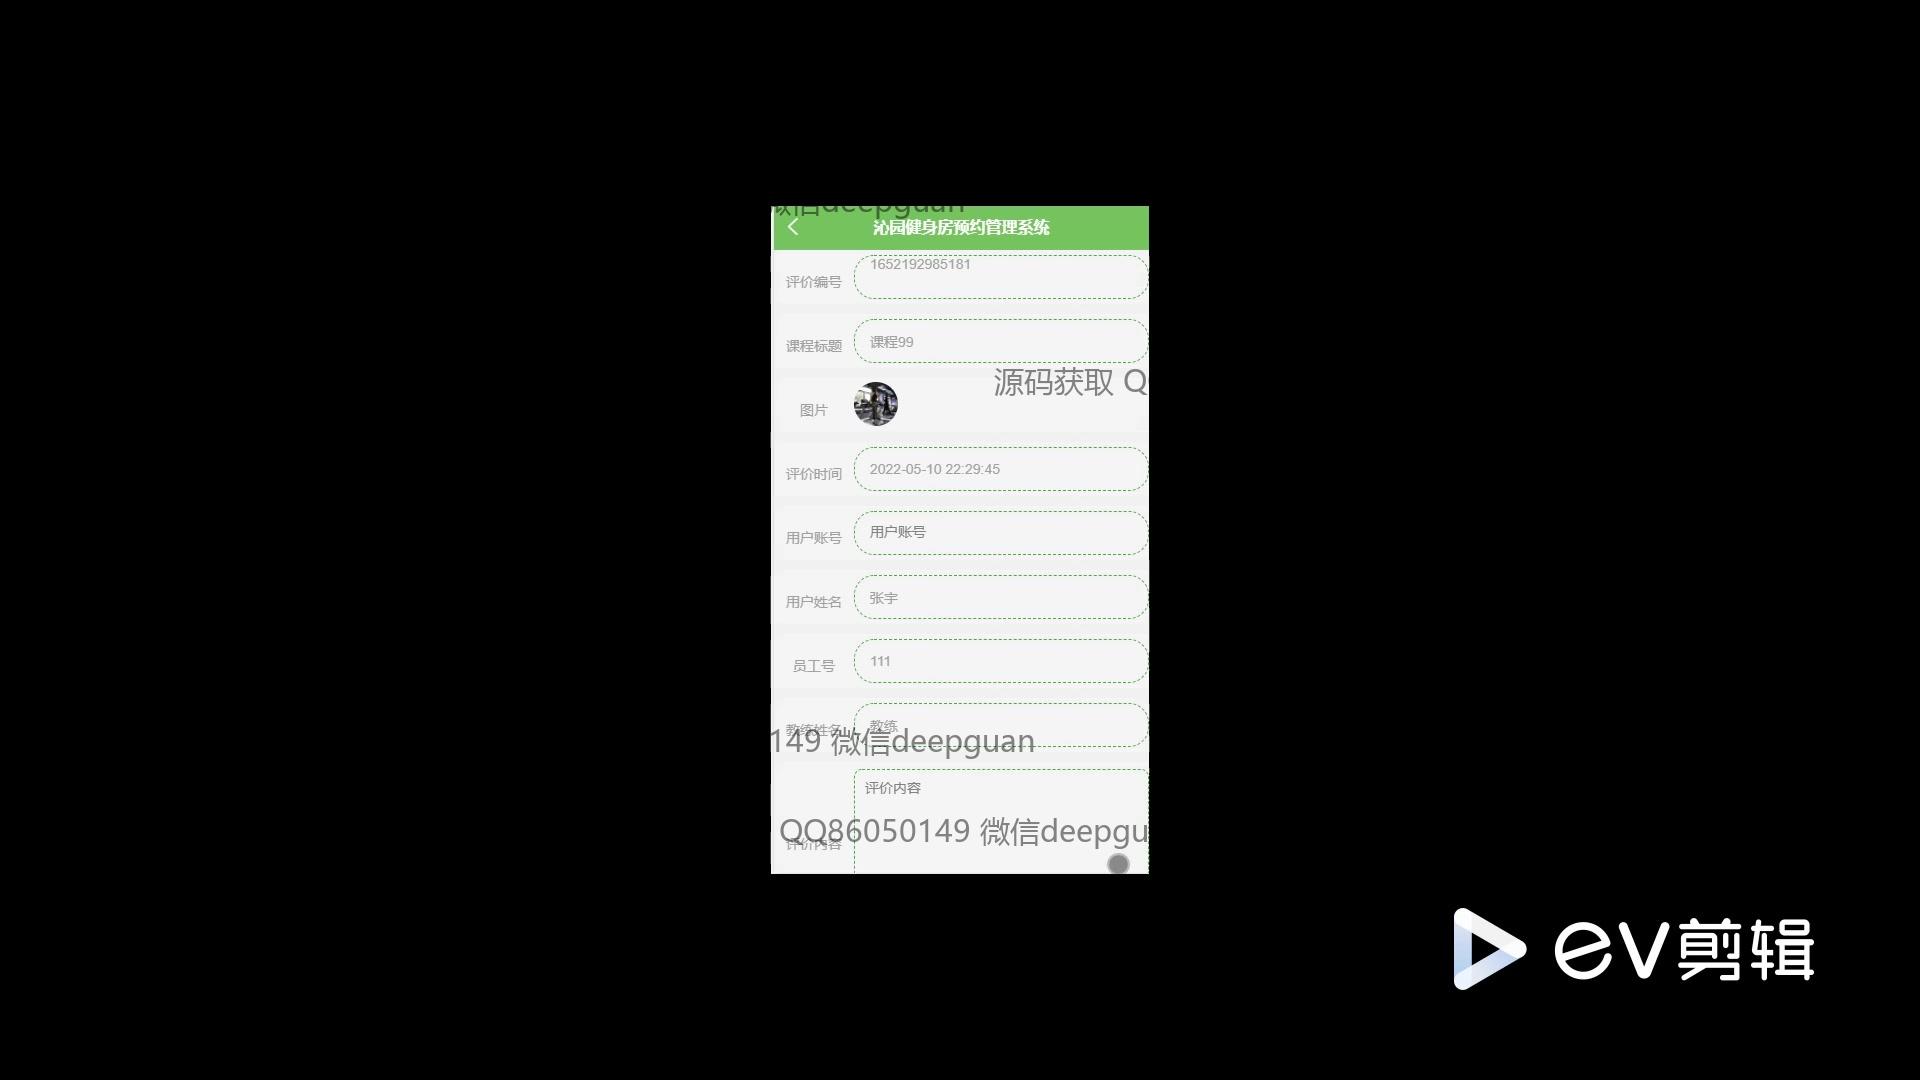 微信deepguan
沁园健身房预约管理系统
评价编号
1652192985181
课程标题
课程99
源码获取 Q
图片
评价时间
2022-05-10 22:29:45
用户账号
用户账号
用户姓名
张宇
员工号
111
教练姓名
教练
149 微信deepguan
评价内容
QQ86050149 微信deepgu
评价内容
ev剪辑